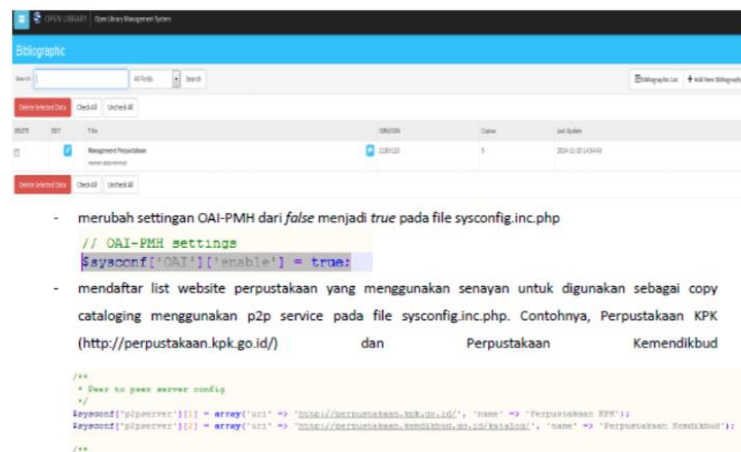 OPEN LIBRARY Open Library Management System
Bibliographic
Search All Fields Search Bibliographic List Add New Bibliography
Delete Selected Data Check All Uncheck All
DELETE EDIT Title ISBN/ISSN Copies Last Update
Management Perpustakaan 5
Delete Selected Data Check All Uncheck All
- merubah settingan OAI-PMH dari false menjadi true pada file sysconfig.inc.php
// OAI-PMH settings
$sysconf['OAI']['enable'] = true;
- mendaftar list website perpustakaan yang menggunakan senayan untuk digunakan sebagai copy
cataloging menggunakan p2p service pada file sysconfig.inc.php. Contohnya, Perpustakaan KPK
(http://perpustakaan.kpk.go.id/) dan Perpustakaan Kemendikbud
/**
* Peer to peer server config
*/
$sysconf['p2pserver'][1] = array('uri' => 'http://perpustakaan.kpk.go.id/', 'name' => 'Perpustakaan KPK');
$sysconf['p2pserver'][2] = array('uri' => 'http://perpustakaan.kemdikbud.go.id/katalog/', 'name' => 'Perpustakaan Kemdikbud');
/**